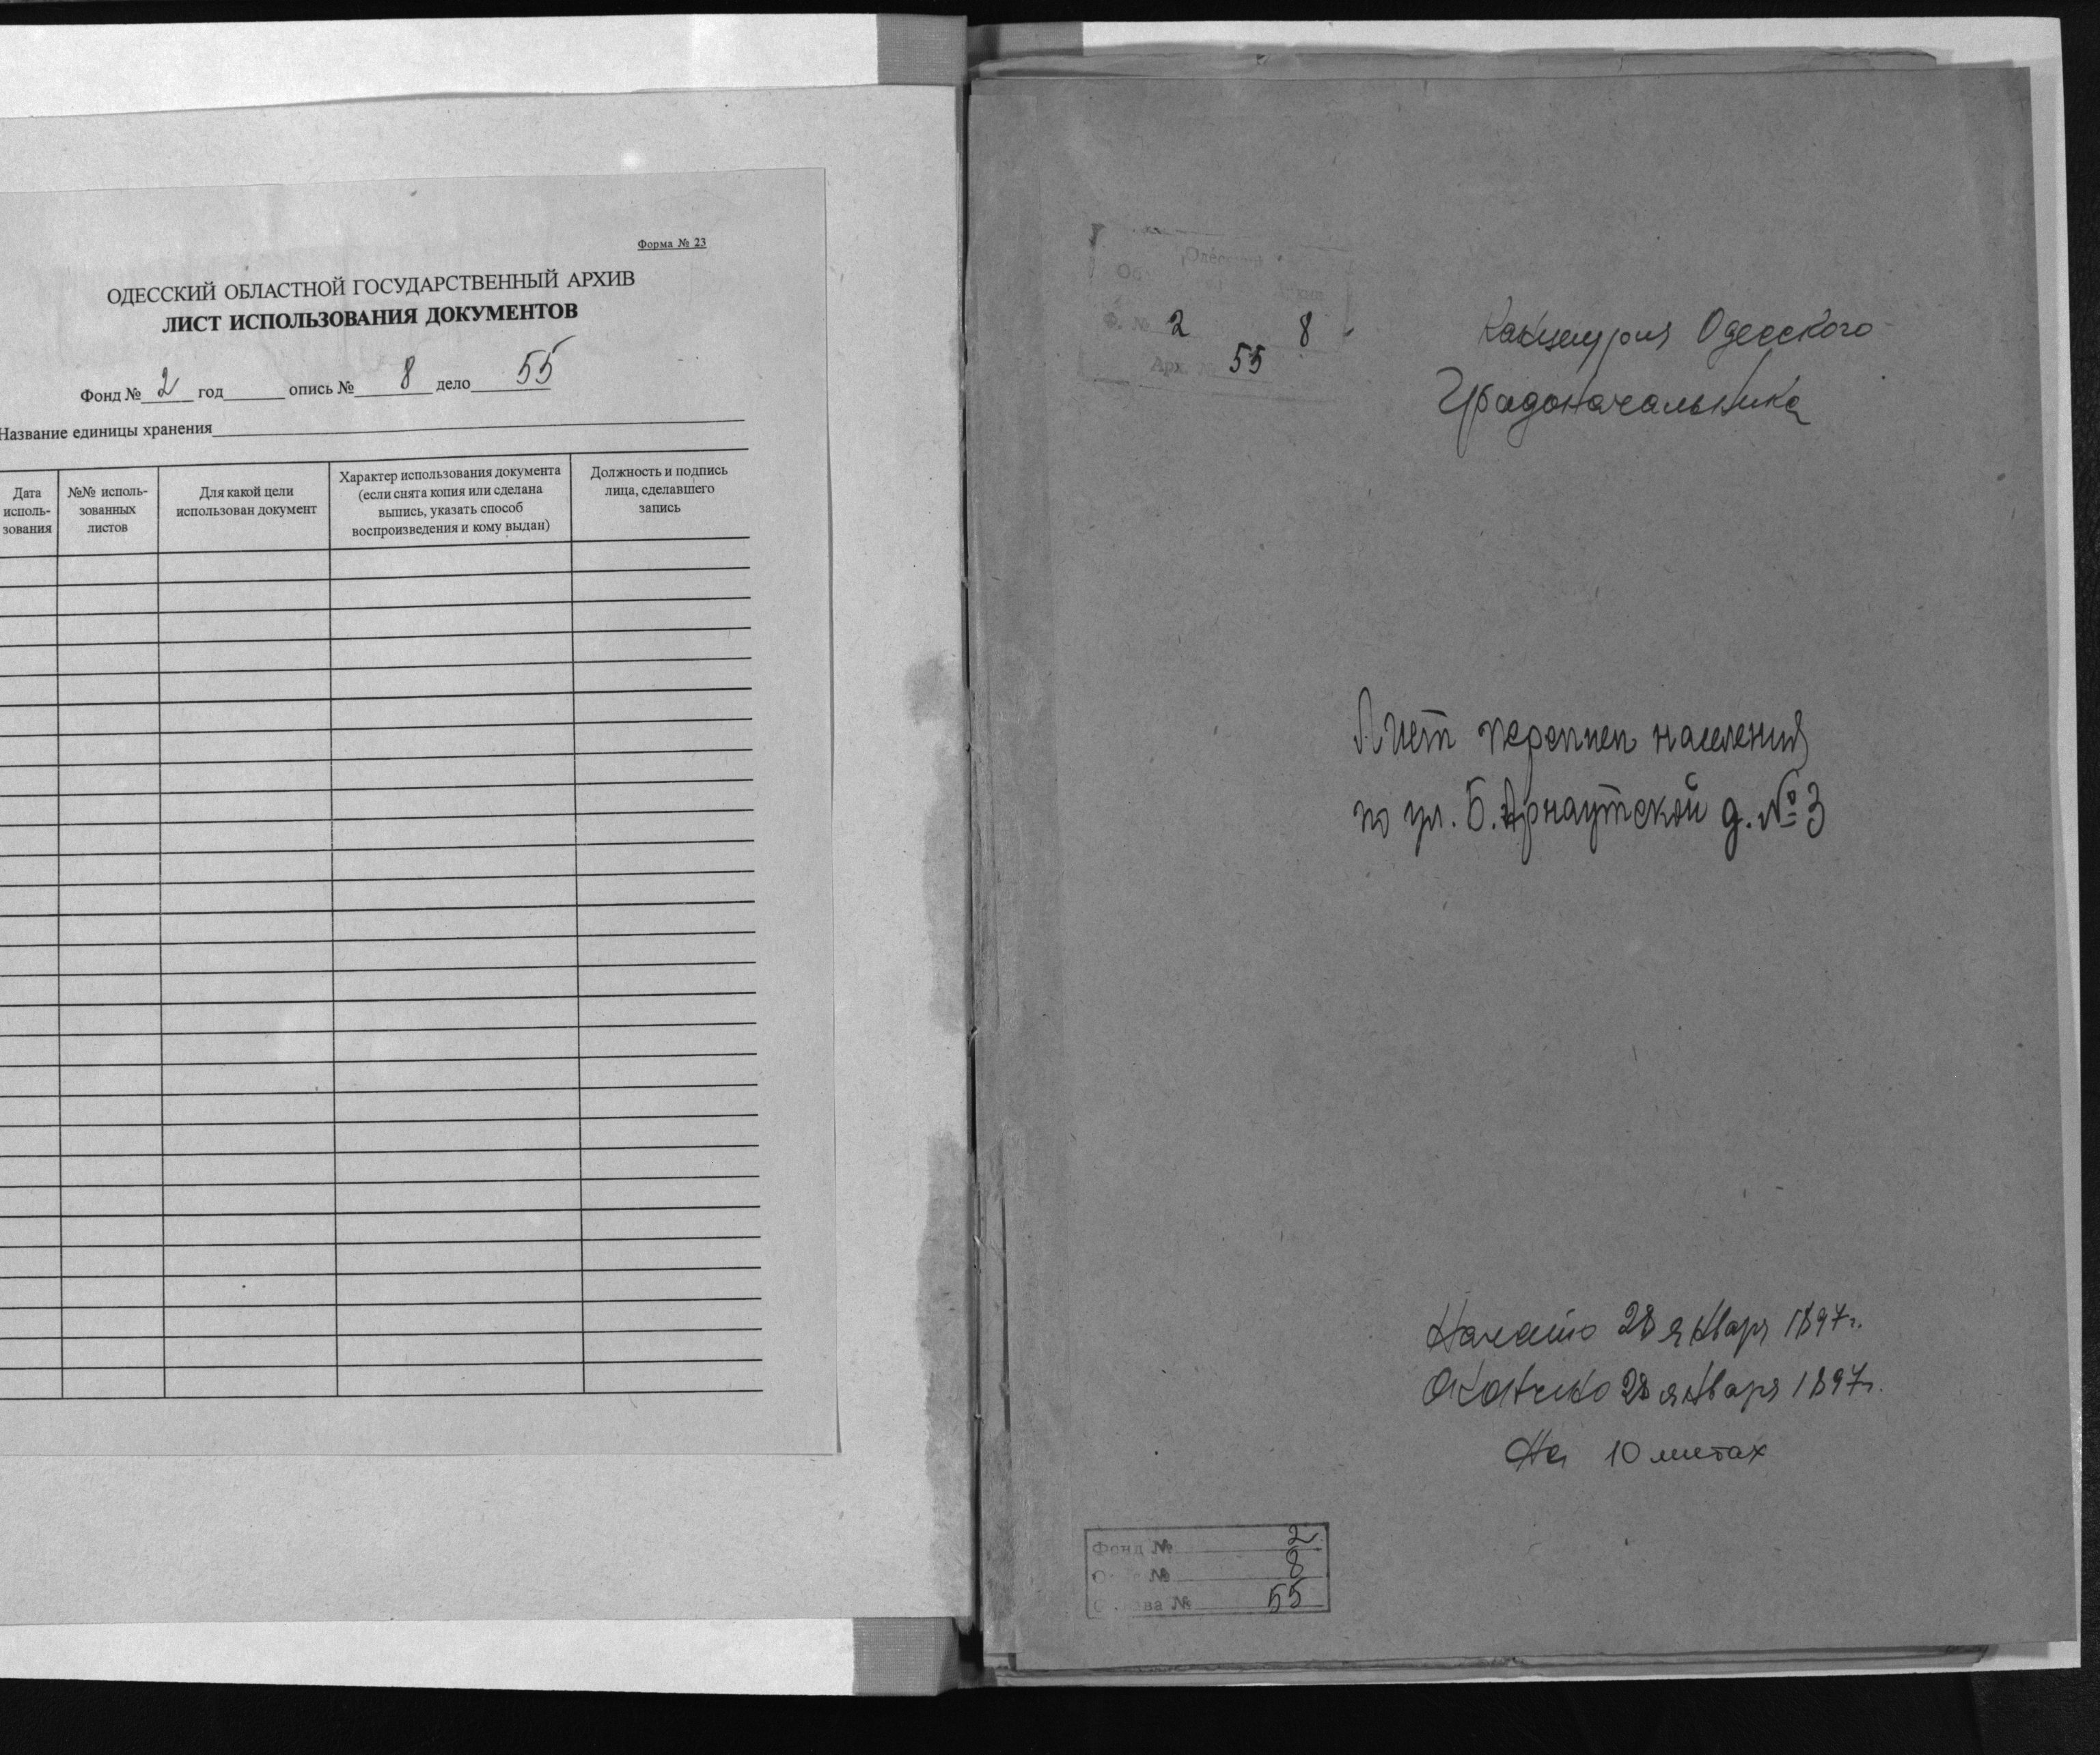 Форма № 23
ОДЕССКИЙ ОБЛАСТНОЙ ГОСУДАРСТВЕННЫЙ АРХИВ
ЛИСТ ИСПОЛЬЗОВАНИЯ ДОКУМЕНТОВ
Фонд № 2 год опись № 8 дело 55
Название единицы хранения
Дата исполь-
зования
№№ исполь-
зованных
листов
Для какой цели
использован документ
Характер использования документа
(если снята копия или сделана
выпись, указать способ
воспроизведения и кому выдан)
Должность и подпись
лица, сделавшего
запись
Ф. № 2 8
Арх. № 55
Канцелярия Одесского
Градоначальника
Лист переписи населения
по ул. Б. Арнаутской д. № 3
Начато 28 января 1897 г.
Окончено 28 января 1897 г.
На 10 листах
Фонд № 2
№ 8
№ 55